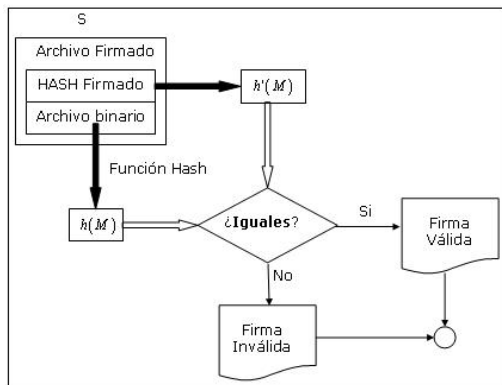 S
Archivo Firmado
HASH Firmado
Archivo binario
h'(M)
Función Hash
h(M)
¿Iguales?
Si
Firma
Válida
No
Firma
Inválida